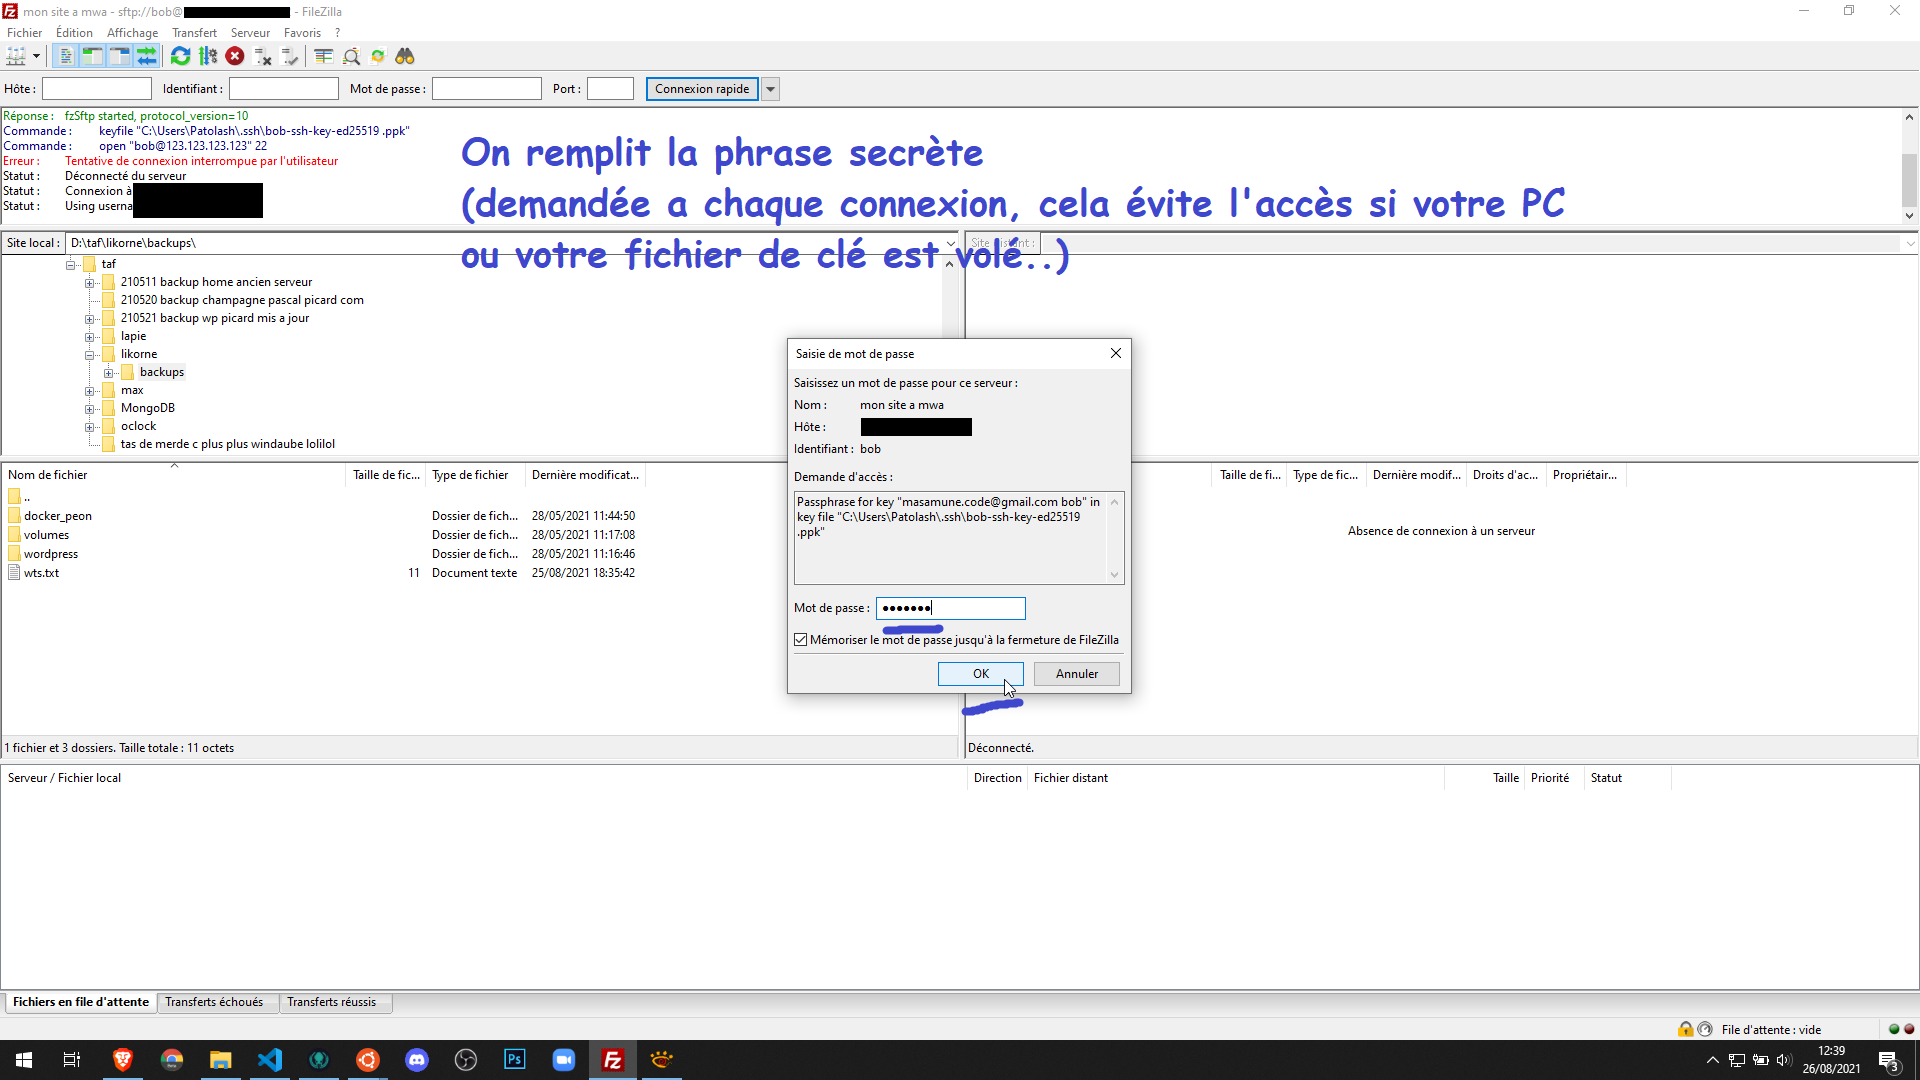 mon site a mwa - sftp://bob@ - FileZilla
Fichier Édition Affichage Transfert Serveur Favoris ?
Hôte : Identifiant : Mot de passe : Port : Connexion rapide
Réponse : fzSftp started, protocol_version=10
Commande : keyfile "C:\Users\Patolash\.ssh\bob-ssh-key-ed25519 .ppk"
Commande : open "bob@123.123.123.123" 22
Erreur : Tentative de connexion interrompue par l'utilisateur
Statut : Déconnecté du serveur
Statut : Connexion à
Statut : Using userna
On remplit la phrase secrète
(demandée a chaque connexion, cela évite l'accès si votre PC
ou votre fichier de clé est volé..)
Site local : D:\taf\likorne\backups\
Site distant :
taf
210511 backup home ancien serveur
210520 backup champagne pascal picard com
210521 backup wp picard mis a jour
lapie
likorne
backups
max
MongoDB
oclock
tas de merde c plus plus windaube lolilol
Nom de fichier Taille de fic... Type de fichier Dernière modificat...
..
docker_peon Dossier de fich... 28/05/2021 11:44:50
volumes Dossier de fich... 28/05/2021 11:17:08
wordpress Dossier de fich... 28/05/2021 11:16:46
wts.txt 11 Document texte 25/08/2021 18:35:42
1 fichier et 3 dossiers. Taille totale : 11 octets
Saisie de mot de passe
Saisissez un mot de passe pour ce serveur :
Nom : mon site a mwa
Hôte :
Identifiant : bob
Demande d'accès :
Passphrase for key "masamune.code@gmail.com bob" in
key file "C:\Users\Patolash\.ssh\bob-ssh-key-ed25519
.ppk"
Mot de passe : •••••••
Mémoriser le mot de passe jusqu'à la fermeture de FileZilla
OK Annuler
Taille de fi... Type de fic... Dernière modif... Droits d'ac... Propriétair...
Absence de connexion à un serveur
Déconnecté.
Serveur / Fichier local Direction Fichier distant Taille Priorité Statut
Fichiers en file d'attente Transferts échoués Transferts réussis
File d'attente : vide
12:39
26/08/2021
3
Ps
Fz